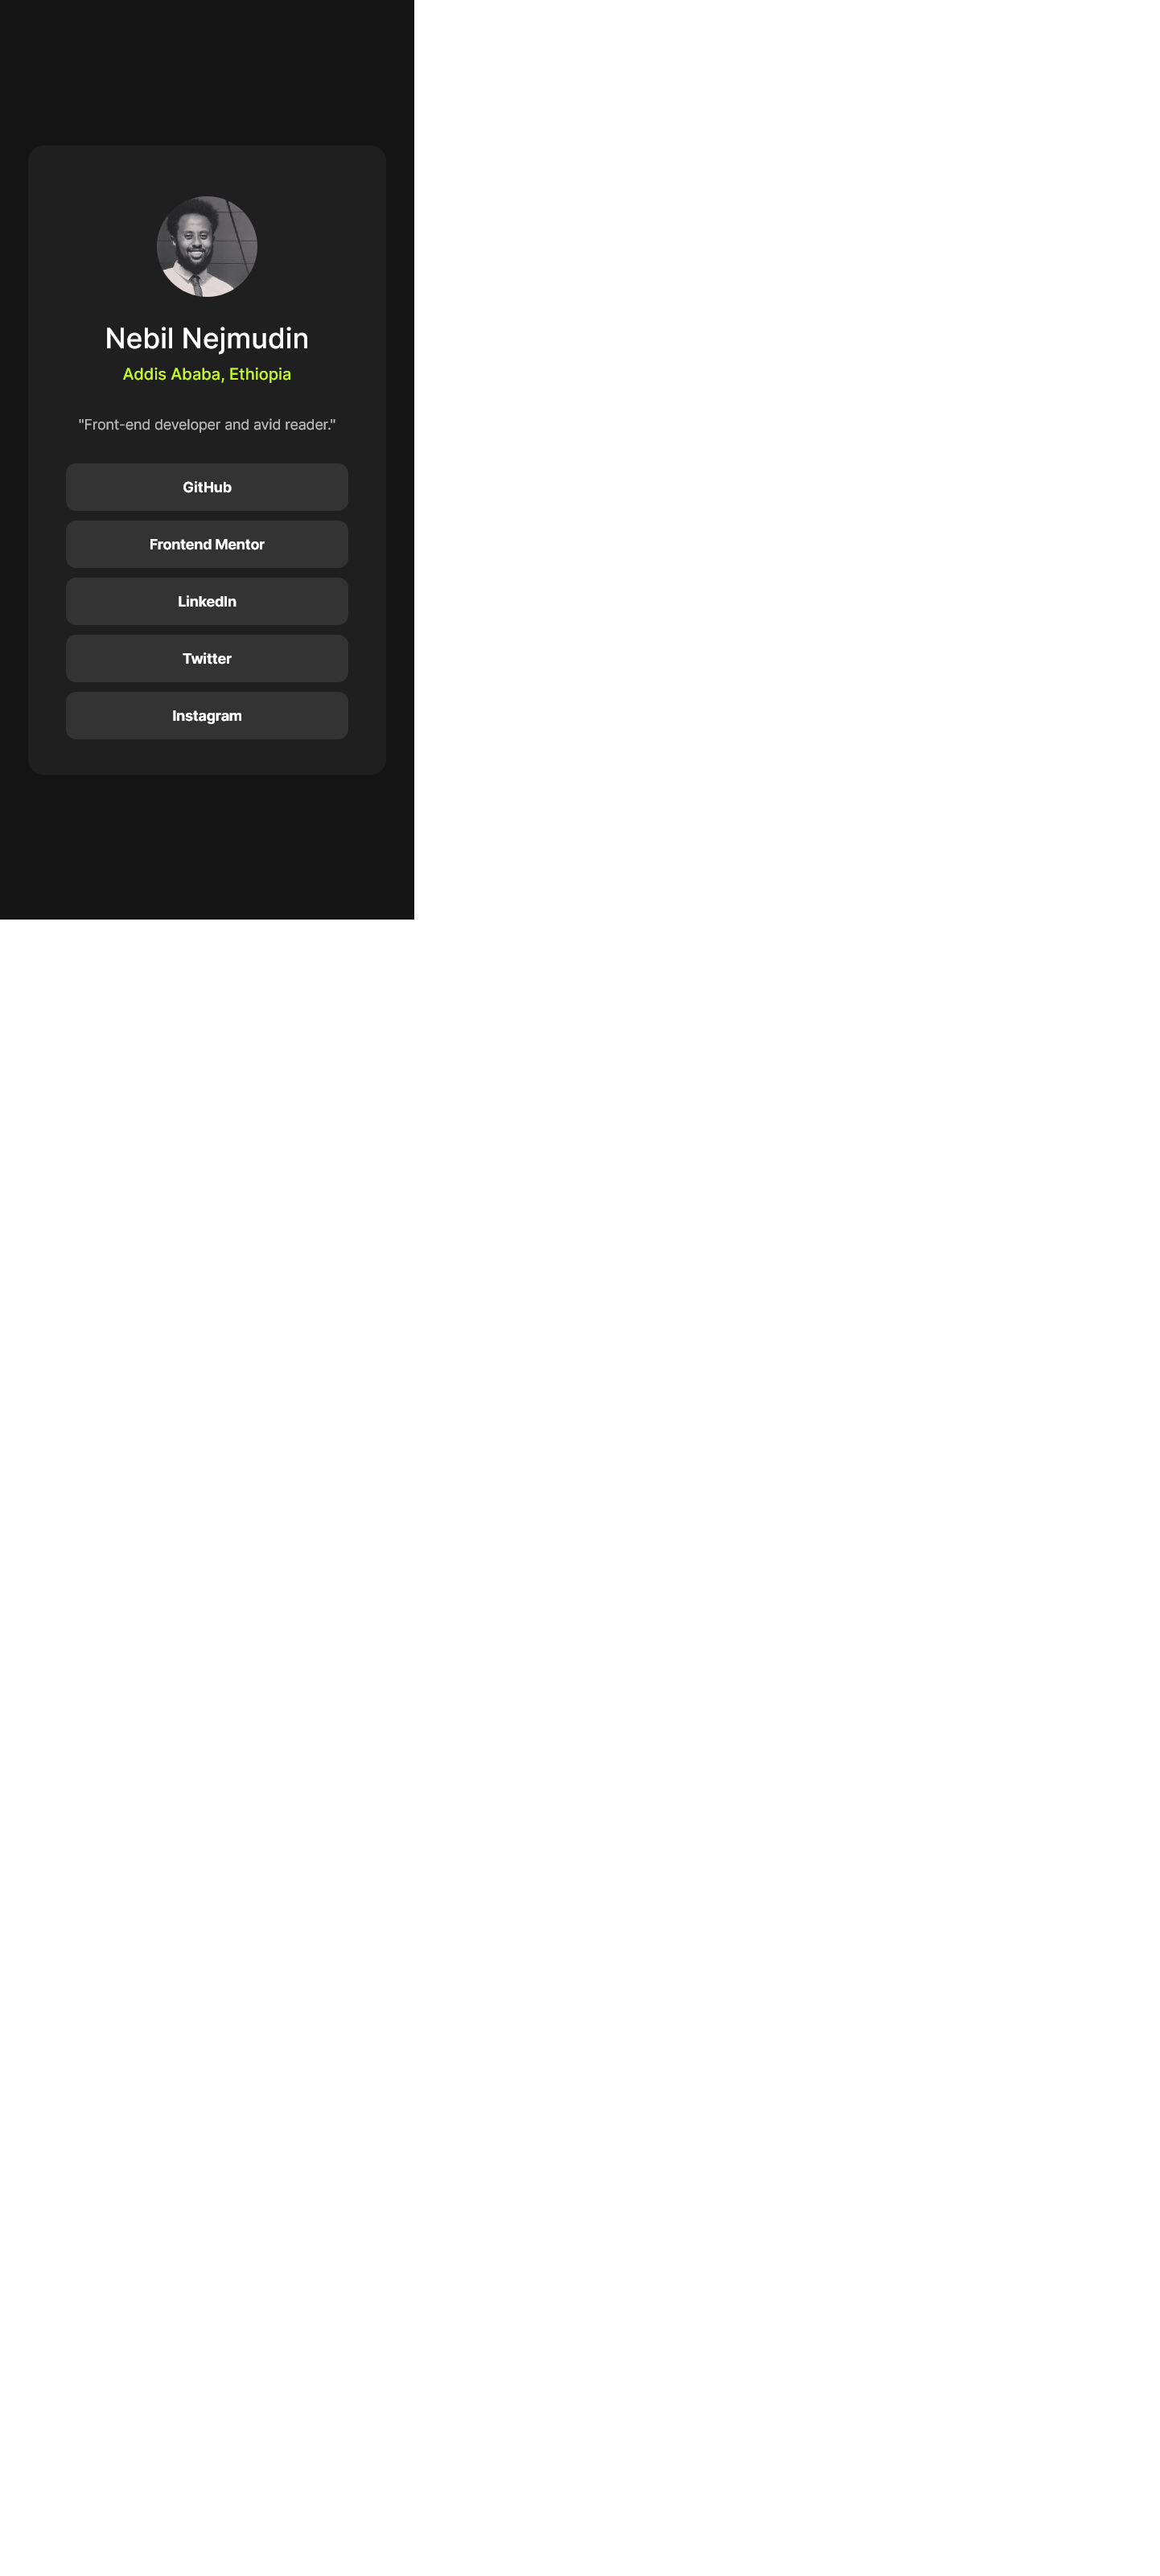 Nebil Nejmudin
Addis Ababa, Ethiopia
"Front-end developer and avid reader."
GitHub
Frontend Mentor
LinkedIn
Twitter
Instagram